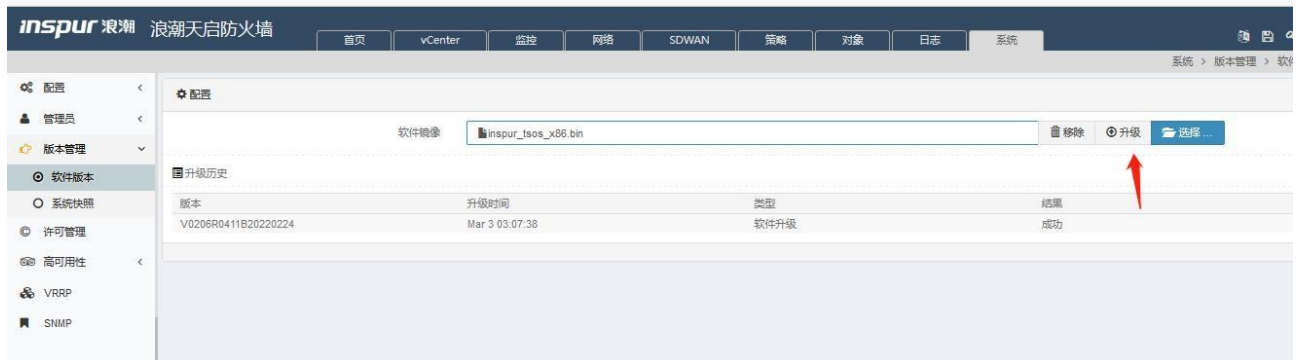 inspur 浪潮 浪潮天启防火墙
首页 vCenter 监控 网络 SDWAN 策略 对象 日志 系统
系统 > 版本管理 >
配置
管理员
版本管理
软件版本
系统快照
许可管理
高可用性
VRRP
SNMP
配置
软件镜像 inspur_tsos_x86.bin 移除 升级 选择 ...
升级历史
版本 升级时间 类型 结果
V0206R0411B20220224 Mar 3 03:07:38 软件升级 成功